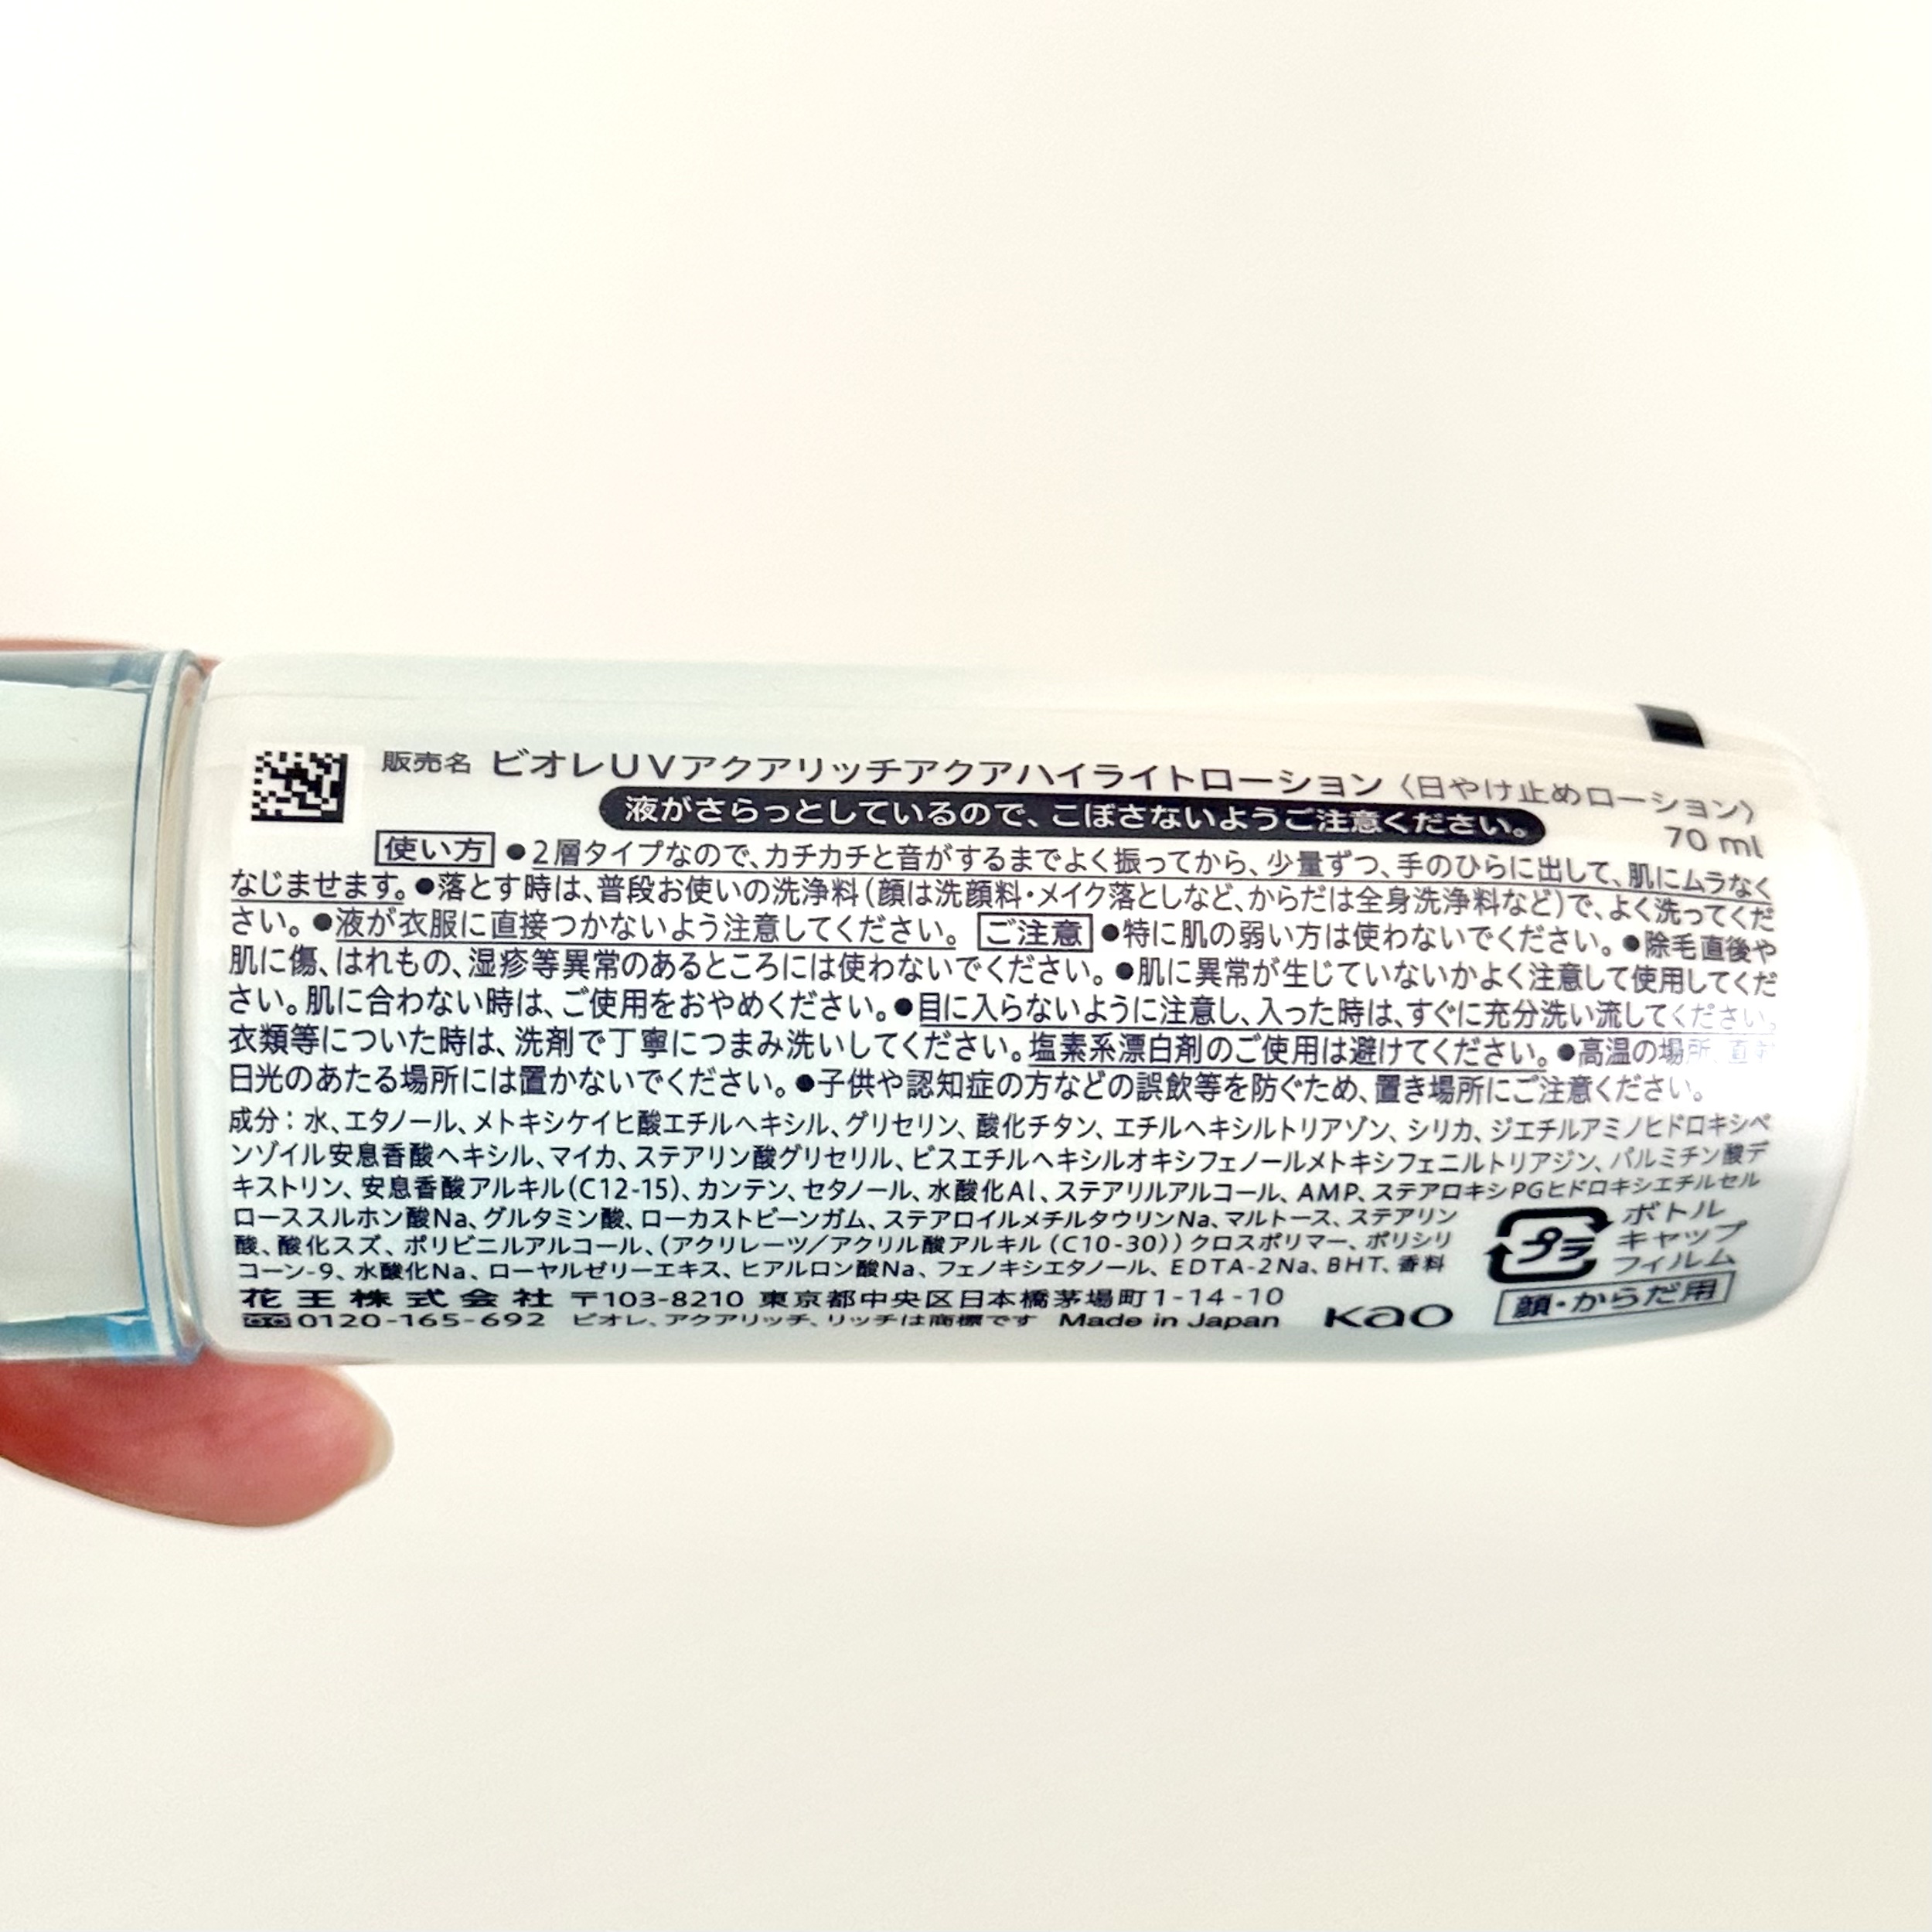 販売名 ビオレUVアクアリッチアクアハイライトローション〈日やけ止めローション〉
液がさらっとしているので、こぼさないようご注意ください。
70 ml
使い方 ●2層タイプなので、カチカチと音がするまでよく振ってから、少量ずつ、手のひらに出して、肌にムラなく
なじませます。●落とす時は、普段お使いの洗浄料（顔は洗顔料・メイク落としなど、からだは全身洗浄料など）で、よく洗ってくだ
さい。●液が衣服に直接つかないよう注意してください。 ご注意 ●特に肌の弱い方は使わないでください。●除毛直後や
肌に傷、はれもの、湿疹等異常のあるところには使わないでください。●肌に異常が生じていないかよく注意して使用してくだ
さい。肌に合わない時は、ご使用をおやめください。●目に入らないように注意し、入った時は、すぐに充分洗い流してください。
衣類等についた時は、洗剤で丁寧につまみ洗いしてください。塩素系漂白剤のご使用は避けてください。●高温の場所、直射
日光のあたる場所には置かないでください。●子供や認知症の方などの誤飲等を防ぐため、置き場所にご注意ください。
成分：水、エタノール、メトキシケイヒ酸エチルヘキシル、グリセリン、酸化チタン、エチルヘキシルトリアゾン、シリカ、ジエチルアミノヒドロキシベ
ンゾイル安息香酸ヘキシル、マイカ、ステアリン酸グリセリル、ビスエチルヘキシルオキシフェノールメトキシフェニルトリアジン、パルミチン酸デ
キストリン、安息香酸アルキル（C12-15）、カンテン、セタノール、水酸化Al、ステアリルアルコール、AMP、ステアロキシPGヒドロキシエチルセル
ローススルホン酸Na、グルタミン酸、ローカストビーンガム、ステアロイルメチルタウリンNa、マルトース、ステアリン
酸、酸化スズ、ポリビニルアルコール、（アクリレーツ／アクリル酸アルキル（C10-30））クロスポリマー、ポリシリ
コーン-9、水酸化Na、ローヤルゼリーエキス、ヒアルロン酸Na、フェノキシエタノール、EDTA-2Na、BHT、香料
プラ
ボトル
キャップ
フィルム
花王株式会社 〒103-8210 東京都中央区日本橋茅場町1-14-10
0120-165-692 ビオレ、アクアリッチ、リッチは商標です Made in Japan
Kao
顔・からだ用